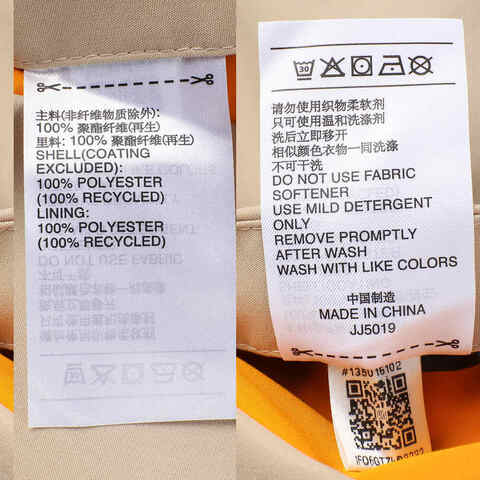 主料(非纤维物质除外):
100% 聚酯纤维(再生)
里料: 100% 聚酯纤维(再生)
SHELL(COATING
EXCLUDED):
100% POLYESTER
(100% RECYCLED)
LINING:
100% POLYESTER
(100% RECYCLED)
30
请勿使用织物柔软剂
只可使用温和洗涤剂
洗后立即移开
相似颜色衣物一同洗涤
不可干洗
DO NOT USE FABRIC
SOFTENER
USE MILD DETERGENT
ONLY
REMOVE PROMPTLY
AFTER WASH
WASH WITH LIKE COLORS
中国制造
MADE IN CHINA
JJ5019
#135016102